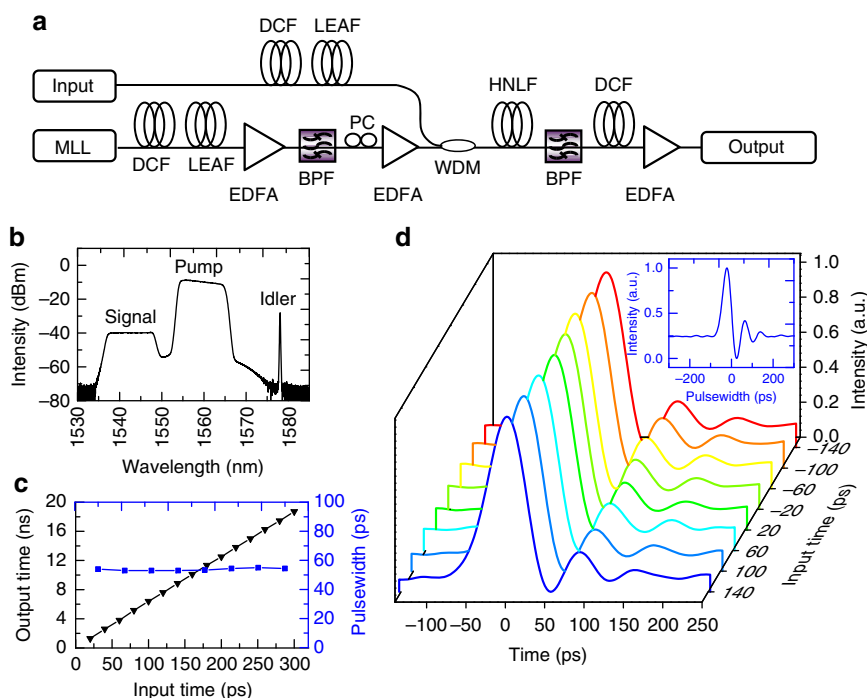 a
DCF LEAF
Input
HNLF DCF
PC
MLL
Output
DCF LEAF
BPF
WDM
BPF
EDFA
EDFA
EDFA
b
Intensity (dBm)
0
−20
−40
−60
−80
Signal
Pump
Idler
1530 1540 1550 1560 1570 1580
Wavelength (nm)
c
Output time (ns)
20
16
12
8
4
0
100
80
60
40
20
0
Pulsewidth (ps)
0 50 100 150 200 250 300
Input time (ps)
d
1.0
0.8
0.6
0.4
0.2
0.0
Intensity (a.u.)
Intensity (a.u.)
1.0
0.5
0.0
−200 0 200
Pulsewidth (ps)
−140
−100
−60
−20
20
60
100
140
Input time (ps)
−100 −50 0 50 100 150 200 250
Time (ps)